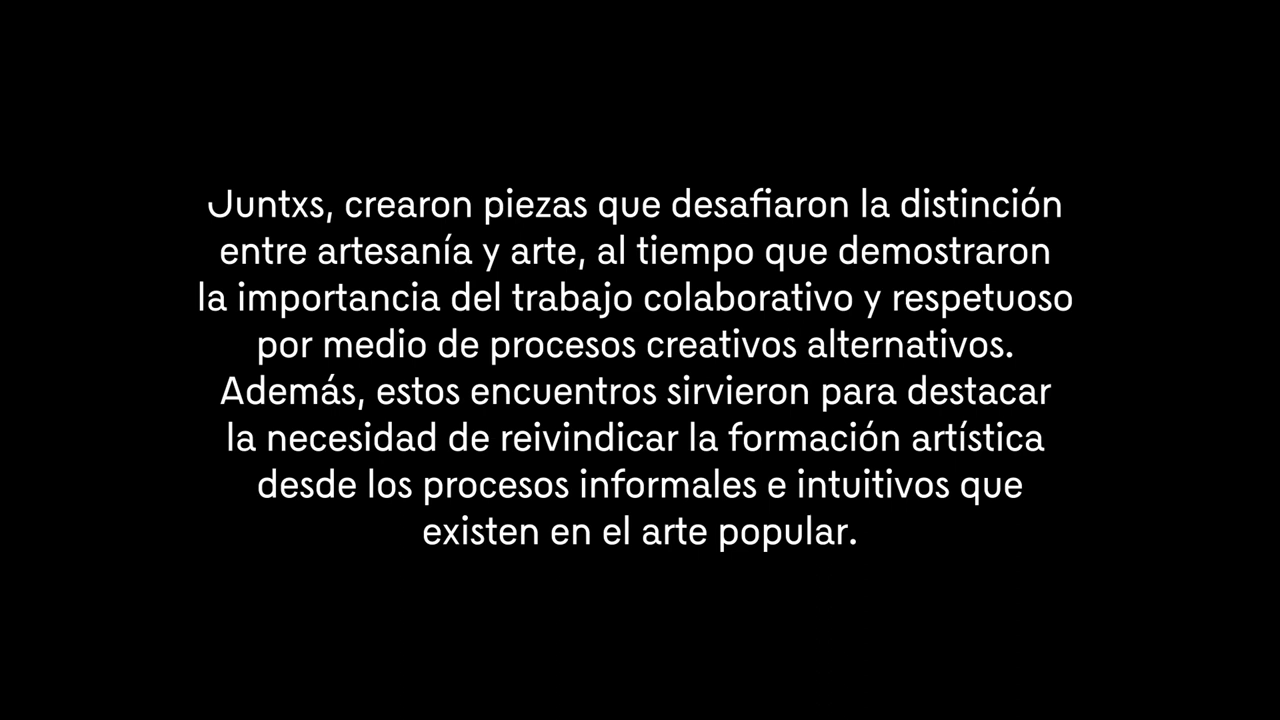 Juntxs, crearon piezas que desafiaron la distinción
entre artesanía y arte, al tiempo que demostraron
la importancia del trabajo colaborativo y respetuoso
por medio de procesos creativos alternativos.
Además, estos encuentros sirvieron para destacar
la necesidad de reivindicar la formación artística
desde los procesos informales e intuitivos que
existen en el arte popular.